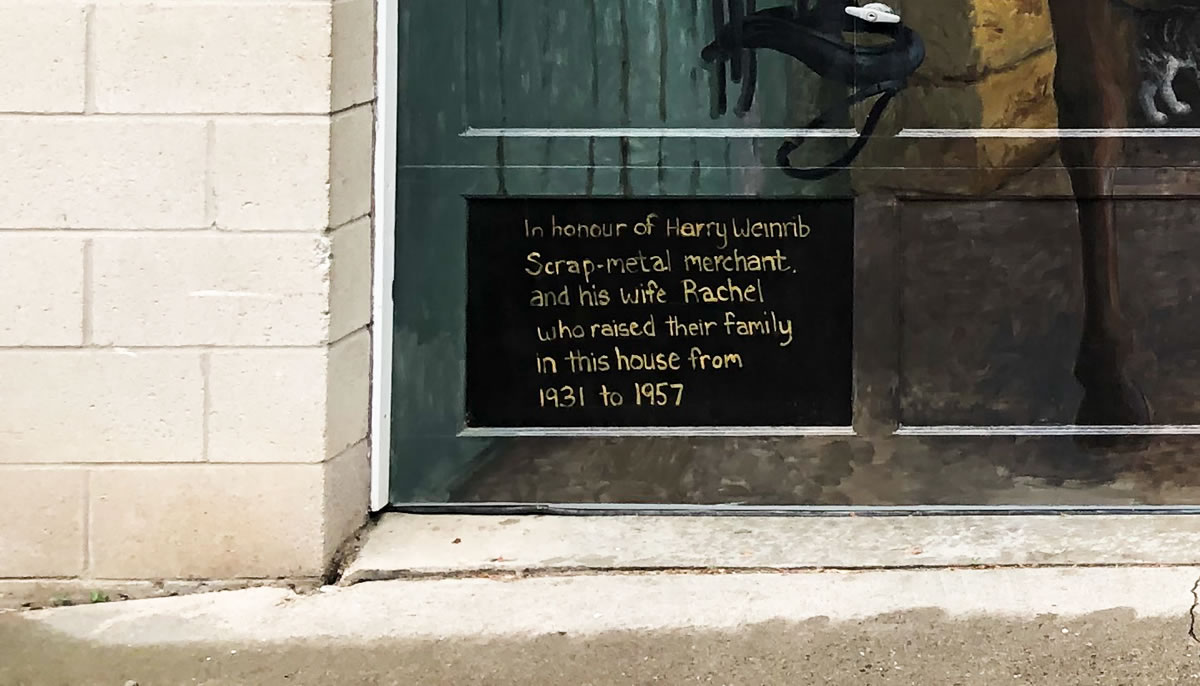 In honour of Harry Weinrib
Scrap-metal merchant.
and his wife Rachel
who raised their family
in this house from
1931 to 1957